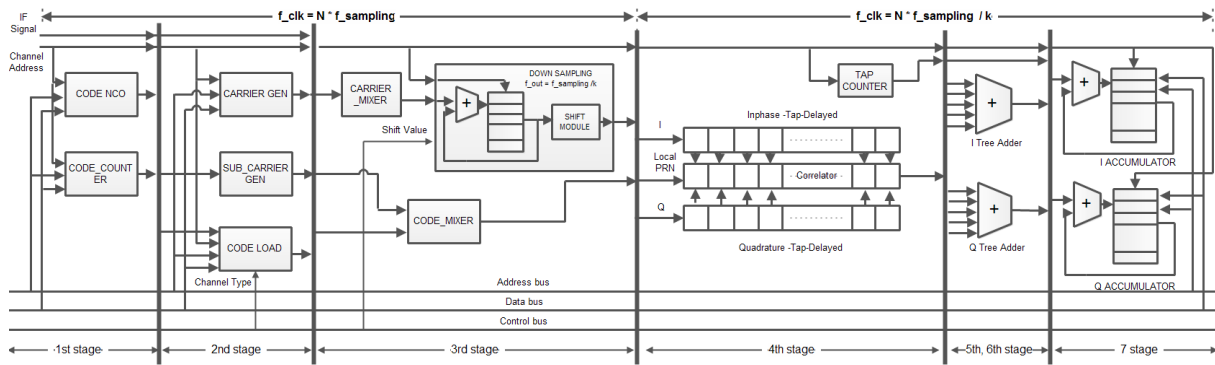 IF
Signal
f_clk = N * f_sampling
f_clk = N * f_sampling / k
Channel
Address
CODE NCO
CARRIER GEN
CARRIER
_MIXER
DOWN SAMPLING
f_out = f_sampling /k
+
SHIFT
MODULE
TAP
COUNTER
+
I Tree Adder
+
I ACCUMULATOR
Shift Value
Inphase -Tap-Delayed
I
CODE_COUNT
ER
SUB_CARRIER
GEN
CODE_MIXER
Local
PRN
Correlator
Q
Quadrature -Tap-Delayed
+
Q Tree Adder
+
Q ACCUMULATOR
CODE LOAD
Channel Type
Address bus
Data bus
Control bus
1st stage
2nd stage
3rd stage
4th stage
5th, 6th stage
7 stage